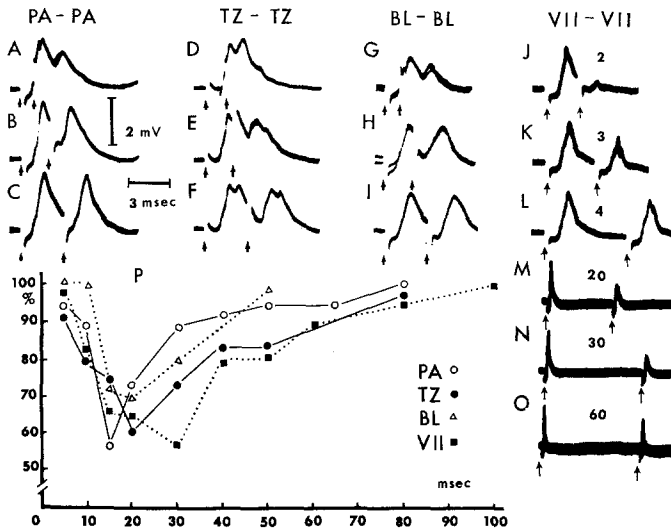 PA-PA
TZ-TZ
BL-BL
VII-VII
A
D
G
J
2
B
2 mV
E
H
K
3
C
3 msec
F
I
L
4
P
M
20
N
30
O
60
100
%
90
80
70
60
50
PA
TZ
BL
VII
msec
0 10 20 30 40 50 60 70 80 90 100